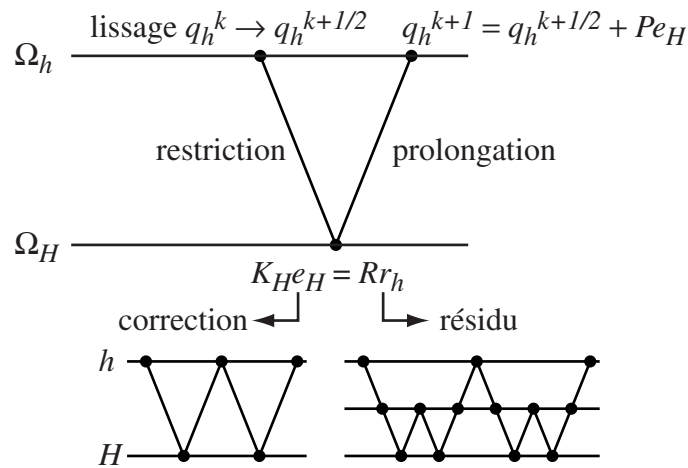 lissage q_h^k → q_h^{k+1/2} q_h^{k+1} = q_h^{k+1/2} + Pe_H
Ω_h
restriction prolongation
Ω_H
K_H e_H = Rr_h
correction résidu
h
H